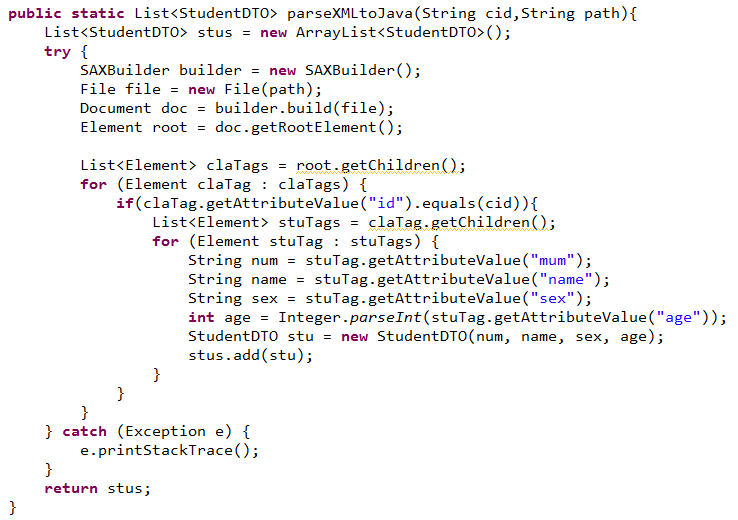 public static List<StudentDTO> parseXMLtoJava(String cid,String path){
    List<StudentDTO> stus = new ArrayList<StudentDTO>();
    try {
        SAXBuilder builder = new SAXBuilder();
        File file = new File(path);
        Document doc = builder.build(file);
        Element root = doc.getRootElement();

        List<Element> claTags = root.getChildren();
        for (Element claTag : claTags) {
            if(claTag.getAttributeValue("id").equals(cid)){
                List<Element> stuTags = claTag.getChildren();
                for (Element stuTag : stuTags) {
                    String num = stuTag.getAttributeValue("mum");
                    String name = stuTag.getAttributeValue("name");
                    String sex = stuTag.getAttributeValue("sex");
                    int age = Integer.parseInt(stuTag.getAttributeValue("age"));
                    StudentDTO stu = new StudentDTO(num, name, sex, age);
                    stus.add(stu);
                }
            }
        }
    } catch (Exception e) {
        e.printStackTrace();
    }
    return stus;
}